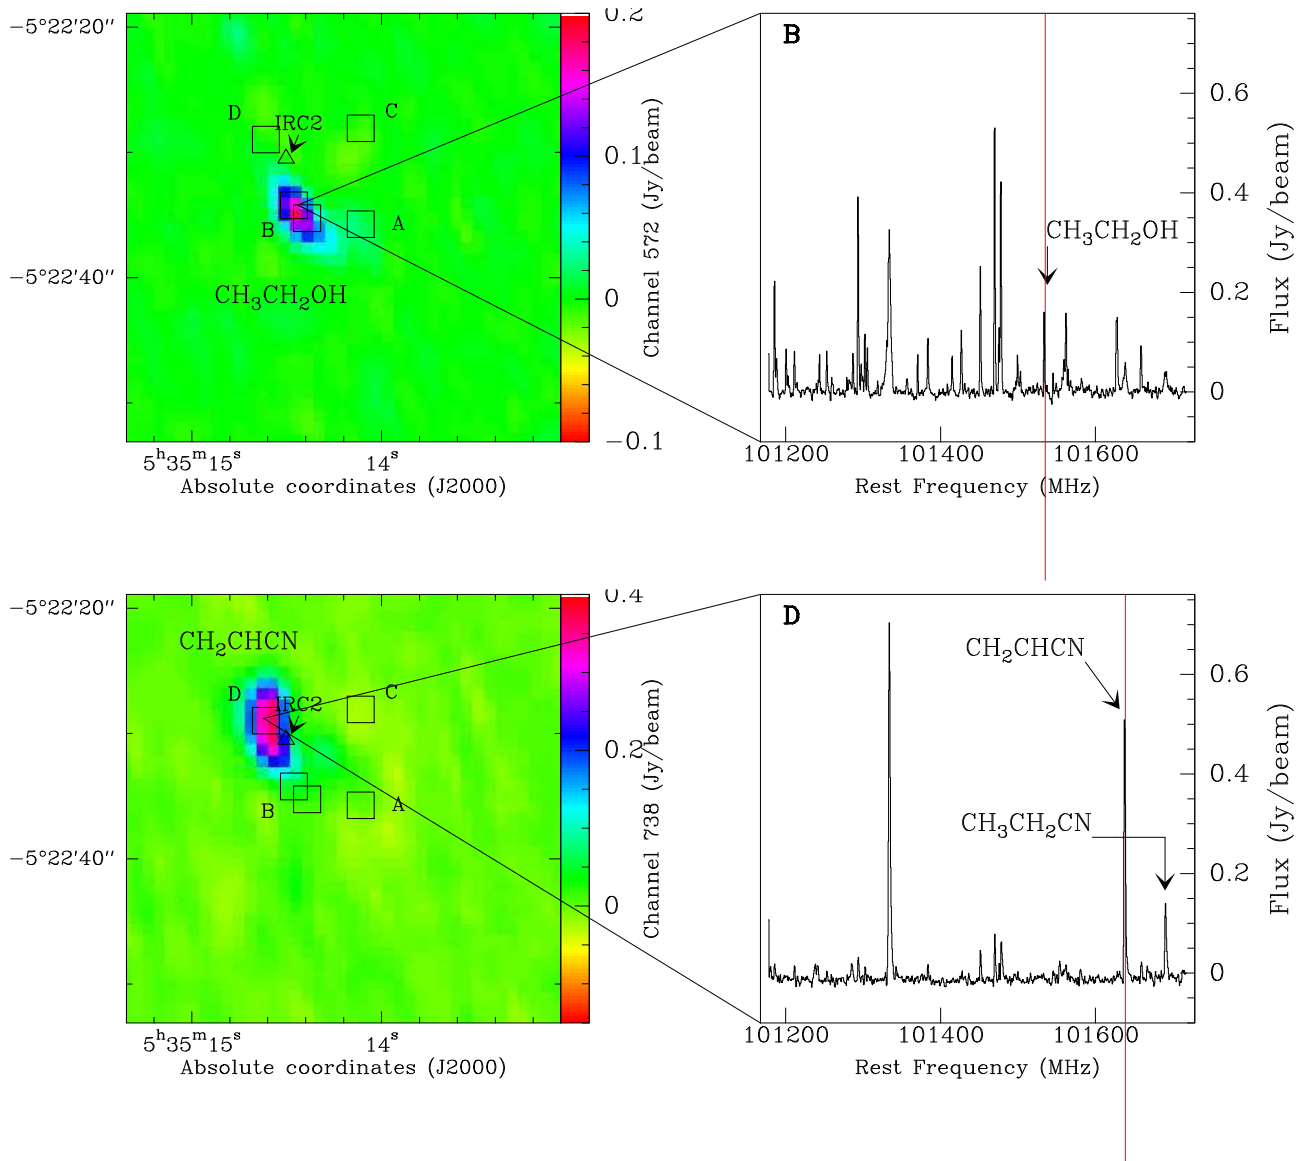 −5°22′20″
−5°22′40″
D
C
IRC2
B
A
CH₃CH₂OH
5ʰ35ᵐ15ˢ
14ˢ
Absolute coordinates (J2000)
0.2
0.1
0
−0.1
Channel 572 (Jy/beam)
B
CH₃CH₂OH
0.6
0.4
0.2
0
Flux (Jy/beam)
101200
101400
101600
Rest Frequency (MHz)
−5°22′20″
−5°22′40″
CH₂CHCN
D
C
IRC2
B
A
5ʰ35ᵐ15ˢ
14ˢ
Absolute coordinates (J2000)
0.4
0.2
0
Channel 738 (Jy/beam)
D
CH₂CHCN
CH₃CH₂CN
0.6
0.4
0.2
0
Flux (Jy/beam)
101200
101400
101600
Rest Frequency (MHz)